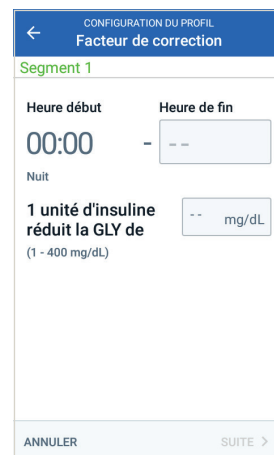 CONFIGURATION DU PROFIL
Facteur de correction
Segment 1
Heure début Heure de fin
00:00 - --
Nuit
1 unité d'insuline
réduit la GLY de
-- mg/dL
(1 - 400 mg/dL)
ANNULER SUITE